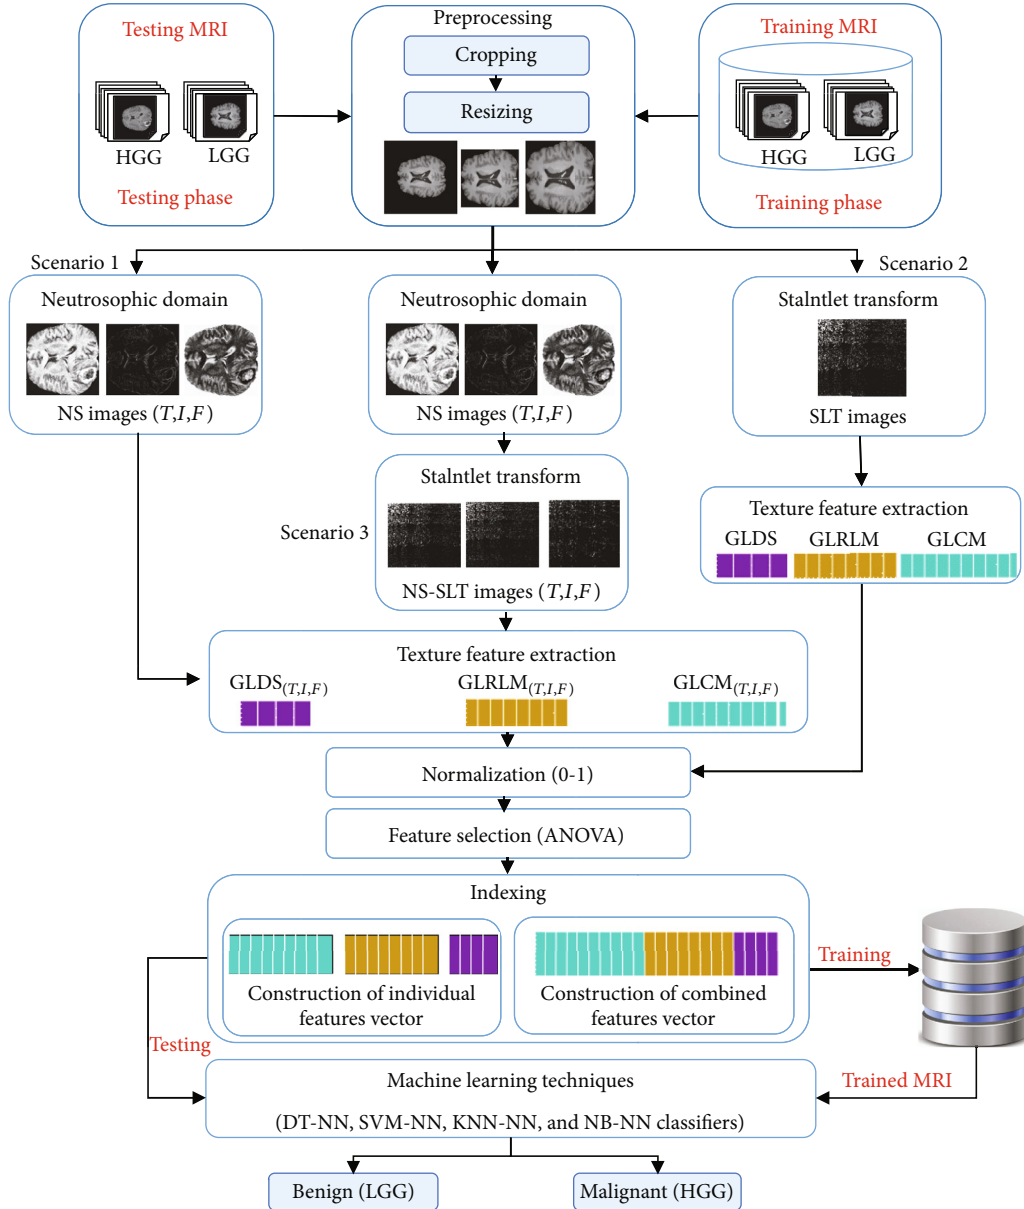 Testing MRI
HGG
LGG
Testing phase
Preprocessing
Cropping
Resizing
Training MRI
HGG
LGG
Training phase
Scenario 1
Neutrosophic domain
NS images (T,I,F)
Neutrosophic domain
NS images (T,I,F)
Scenario 2
Stalntlet transform
SLT images
Scenario 3
Stalntlet transform
NS-SLT images (T,I,F)
Texture feature extraction
GLDS
GLRLM
GLCM
Texture feature extraction
GLDS(T,I,F)
GLRLM(T,I,F)
GLCM(T,I,F)
Normalization (0-1)
Feature selection (ANOVA)
Indexing
Construction of individual
features vector
Construction of combined
features vector
Training
Testing
Trained MRI
Machine learning techniques
(DT-NN, SVM-NN, KNN-NN, and NB-NN classifiers)
Benign (LGG)
Malignant (HGG)